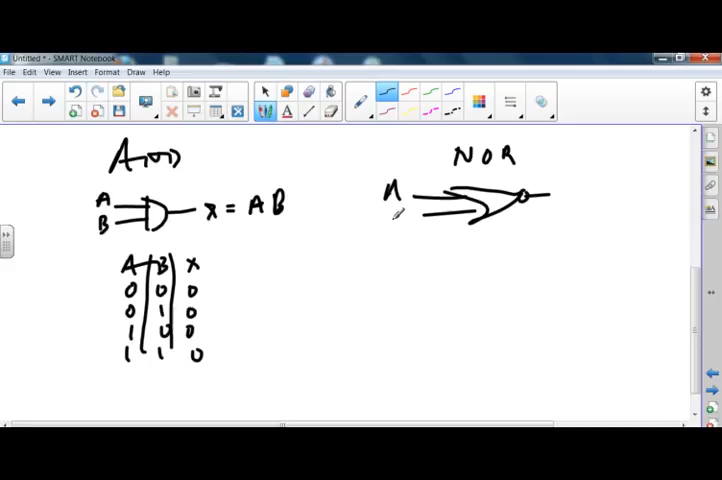 Untitled * - SMART Notebook
File Edit View Insert Format Draw Help
AND
NOR
A
B
X = AB
A
A B X
0 0 0
0 1 0
1 0 0
1 1 0